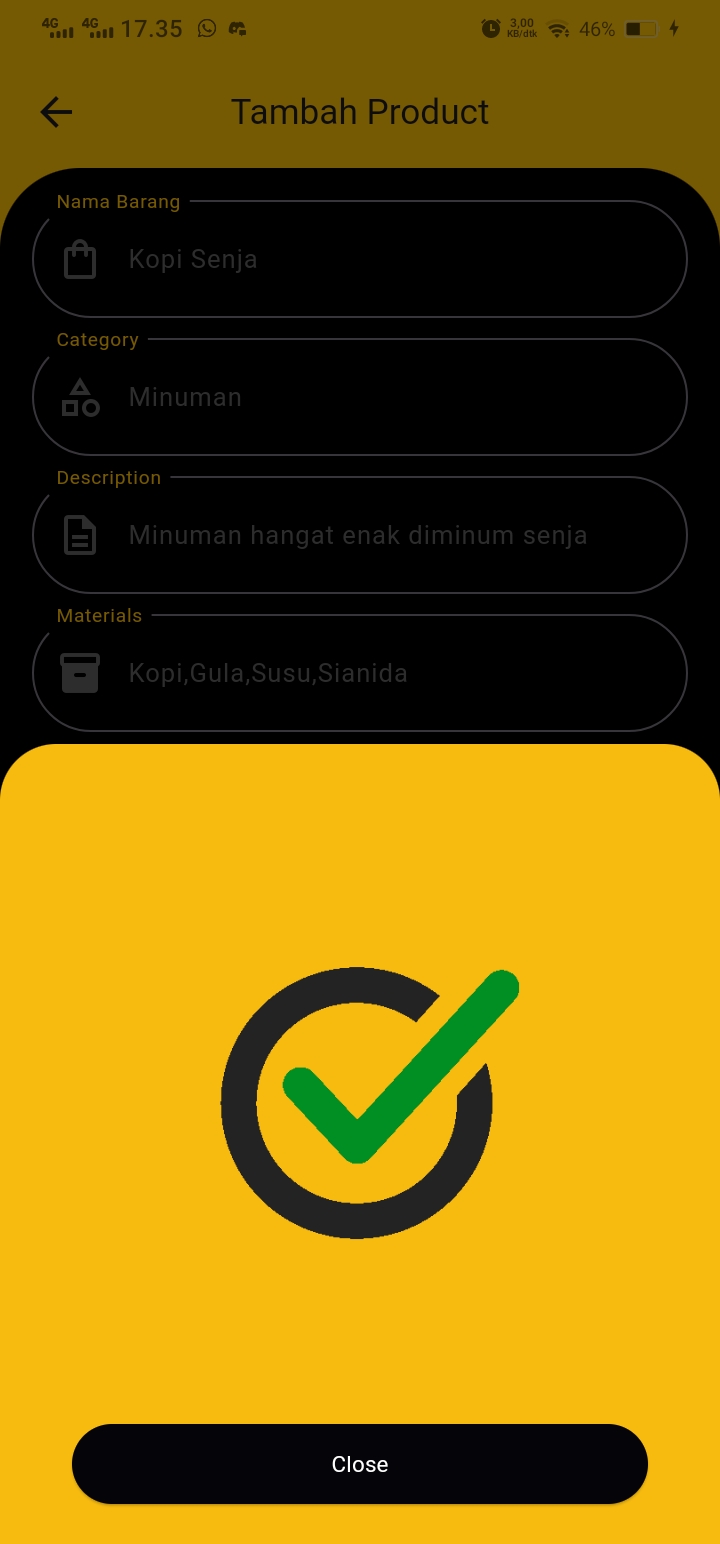 4G 4G 17.35 3,00 KB/dtk 46%
Tambah Product
Nama Barang
Kopi Senja
Category
Minuman
Description
Minuman hangat enak diminum senja
Materials
Kopi,Gula,Susu,Sianida
Close